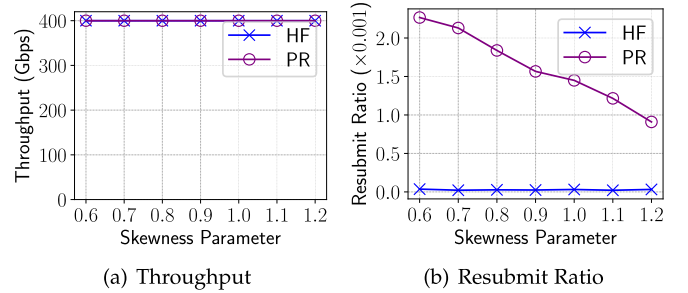 Throughput (Gbps)
400
300
200
100
0
HF
PR
0.6 0.7 0.8 0.9 1.0 1.1 1.2
Skewness Parameter
(a) Throughput
Resubmit Ratio (×0.001)
2.0
1.5
1.0
0.5
0.0
HF
PR
0.6 0.7 0.8 0.9 1.0 1.1 1.2
Skewness Parameter
(b) Resubmit Ratio